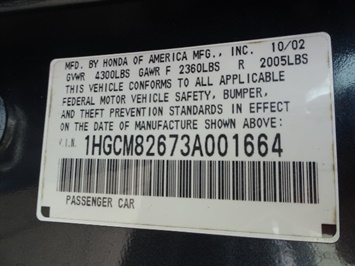 MFD. BY HONDA OF AMERICA MFG., INC. 10/02
GVWR 4300LBS GAWR F 2360LBS R 2005LBS
THIS VEHICLE CONFORMS TO ALL APPLICABLE
FEDERAL MOTOR VEHICLE SAFETY, BUMPER,
AND THEFT PREVENTION STANDARDS IN EFFECT
ON THE DATE OF MANUFACTURE SHOWN ABOVE.
V.I.N. 1HGCM82673A001664
PASSENGER CAR